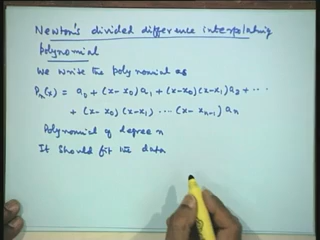 Newton's divided difference interpolating
polynomial
We write the polynomial as
Pn(x) = a0 + (x-x0)a1 + (x-x0)(x-x1)a2 + ...
+ (x-x0)(x-x1) ... (x-xn-1)an
Polynomial of degree n
It should fit the data